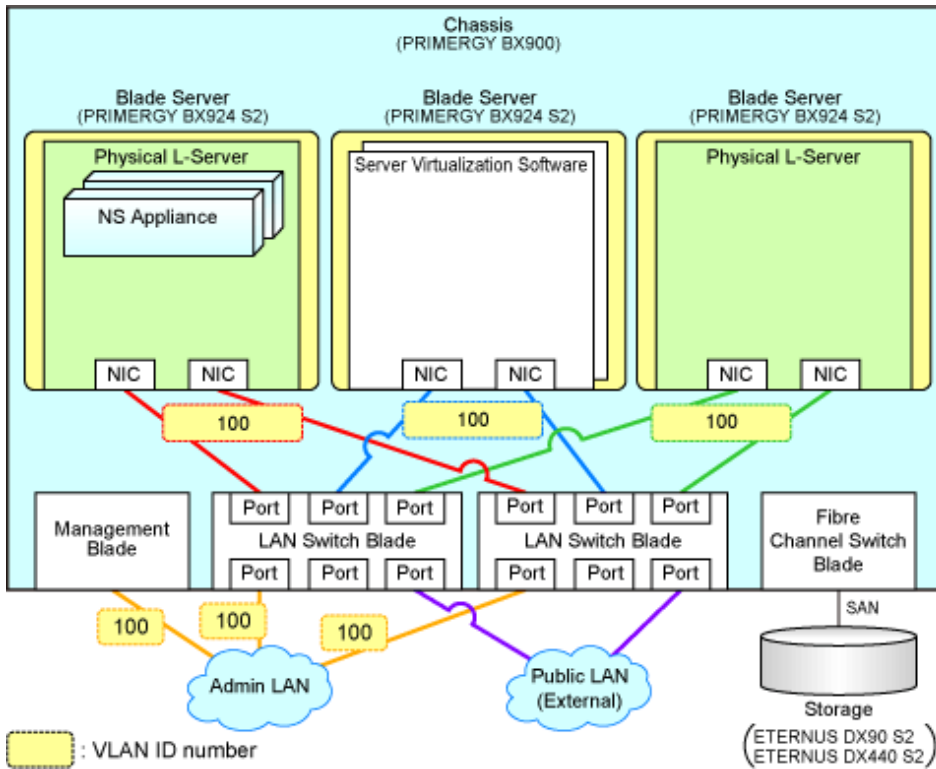 Chassis
(PRIMERGY BX900)
Blade Server
(PRIMERGY BX924 S2)
Blade Server
(PRIMERGY BX924 S2)
Blade Server
(PRIMERGY BX924 S2)
Physical L-Server
NS Appliance
Server Virtualization Software
Physical L-Server
NIC
NIC
NIC
NIC
NIC
NIC
100
100
100
Management
Blade
Port
Port
Port
LAN Switch Blade
Port
Port
Port
Port
Port
Port
LAN Switch Blade
Port
Port
Port
Fibre
Channel Switch
Blade
100
100
100
SAN
Admin LAN
Public LAN
(External)
Storage
(ETERNUS DX90 S2
ETERNUS DX440 S2)
: VLAN ID number